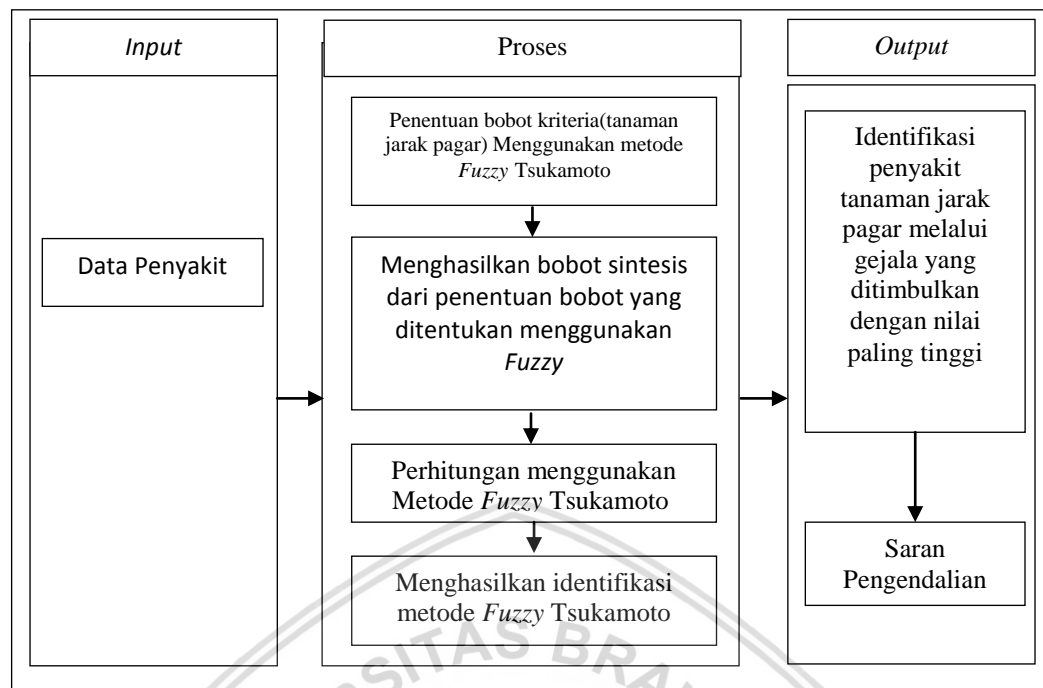 Input
Data Penyakit
Proses
Penentuan bobot kriteria(tanaman
jarak pagar) Menggunakan metode
Fuzzy Tsukamoto
Menghasilkan bobot sintesis
dari penentuan bobot yang
ditentukan menggunakan
Fuzzy
Perhitungan menggunakan
Metode Fuzzy Tsukamoto
Menghasilkan identifikasi
metode Fuzzy Tsukamoto
Output
Identifikasi
penyakit
tanaman jarak
pagar melalui
gejala yang
ditimbulkan
dengan nilai
paling tinggi
Saran
Pengendalian
SITAS BRA